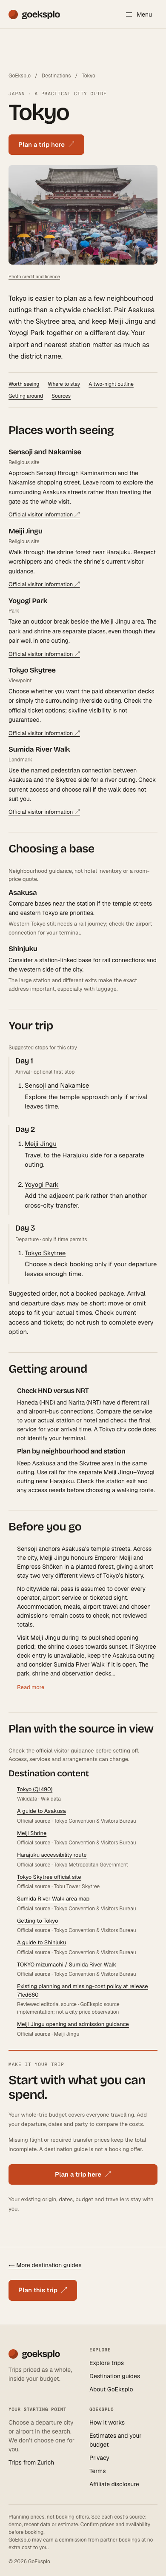 goeksplo
Menu
GoEksplo / Destinations / Tokyo
JAPAN · A PRACTICAL CITY GUIDE
Tokyo
Plan a trip here ↗
Photo credit and licence
Tokyo is easier to plan as a few neighbourhood
outings than a citywide checklist. Pair Asakusa
with the Skytree area, and keep Meiji Jingu and
Yoyogi Park together on a different day. Your
airport and nearest station matter as much as
the district name.
Worth seeing Where to stay A two-night outline
Getting around Sources
Places worth seeing
Sensoji and Nakamise
Religious site
Approach Sensoji through Kaminarimon and the
Nakamise shopping street. Leave room to explore the
surrounding Asakusa streets rather than treating the
gate as the whole visit.
Official visitor information ↗
Meiji Jingu
Religious site
Walk through the shrine forest near Harajuku. Respect
worshippers and check the shrine's current visitor
guidance.
Official visitor information ↗
Yoyogi Park
Park
Take an outdoor break beside the Meiji Jingu area. The
park and shrine are separate places, even though they
pair well in one outing.
Official visitor information ↗
Tokyo Skytree
Viewpoint
Choose whether you want the paid observation decks
or simply the surrounding riverside setting. Check the
official ticket options; skyline visibility is not
guaranteed.
Official visitor information ↗
Sumida River Walk
Landmark
Use the named pedestrian connection between
Asakusa and the Skytree side for a river outing. Check
current access and choose rail if the walk does not
suit you.
Official visitor information ↗
Choosing a base
Neighbourhood guidance, not hotel inventory or a room-
price quote.
Asakusa
Compare bases near the station if the temple streets
and eastern Tokyo are priorities.
Western Tokyo still needs a rail journey; check the airport
connection for your terminal.
Shinjuku
Consider a station-linked base for rail connections and
the western side of the city.
The large station and different exits make the exact
address important, especially with luggage.
Your trip
Suggested stops for this stay
Day 1
Arrival · optional first stop
1. Sensoji and Nakamise
Explore the temple approach only if arrival
leaves time.
Day 2
1. Meiji Jingu
Travel to the Harajuku side for a separate
outing.
2. Yoyogi Park
Add the adjacent park rather than another
cross-city transfer.
Day 3
Departure · only if time permits
1. Tokyo Skytree
Choose a deck booking only if your departure
leaves enough time.
Suggested order, not a booked package. Arrival
and departure days may be short: move or omit
stops to fit your actual times. Check current
access and tickets; do not rush to complete every
option.
Getting around
Check HND versus NRT
Haneda (HND) and Narita (NRT) have different rail
and airport-bus connections. Compare the service
to your actual station or hotel and check the final
service for your arrival time. A Tokyo city code does
not identify your terminal.
Plan by neighbourhood and station
Keep Asakusa and the Skytree area in the same
outing. Use rail for the separate Meiji Jingu–Yoyogi
outing near Harajuku. Check the station exit and
access needs before choosing a walking route.
Before you go
Sensoji anchors Asakusa's temple streets. Across
the city, Meiji Jingu honours Emperor Meiji and
Empress Shōken in planted forest, giving a short
stay two very different views of Tokyo's history.
No citywide rail pass is assumed to cover every
operator, airport service or ticketed sight.
Accommodation, meals, airport travel and chosen
admissions remain costs to check, not reviewed
totals.
Visit Meiji Jingu during its published opening
period; the shrine closes towards sunset. If Skytree
deck entry is unavailable, keep the Asakusa outing
and consider Sumida River Walk if it is open. The
park, shrine and observation decks...
Read more
Plan with the source in view
Check the official visitor guidance before setting off.
Access, services and arrangements can change.
Destination content
Tokyo (Q1490)
Wikidata · Wikidata
A guide to Asakusa
Official source · Tokyo Convention & Visitors Bureau
Meiji Shrine
Official source · Tokyo Convention & Visitors Bureau
Harajuku accessibility route
Official source · Tokyo Metropolitan Government
Tokyo Skytree official site
Official source · Tobu Tower Skytree
Sumida River Walk area map
Official source · Tokyo Convention & Visitors Bureau
Getting to Tokyo
Official source · Tokyo Convention & Visitors Bureau
A guide to Shinjuku
Official source · Tokyo Convention & Visitors Bureau
TOKYO mizumachi / Sumida River Walk
Official source · Tokyo Convention & Visitors Bureau
Existing planning and missing-cost policy at release
71ed660
Reviewed editorial source · GoEksplo source
implementation; not a city price observation
Meiji Jingu opening and admission guidance
Official source · Meiji Jingu
MAKE IT YOUR TRIP
Start with what you can
spend.
Your whole-trip budget covers everyone travelling. Add
your departure, dates and party to compare the costs.
Missing flight or required transfer prices keep the total
incomplete. A destination guide is not a booking offer.
Plan a trip here ↗
Your existing origin, dates, budget and travellers stay with
you.
← More destination guides
Plan this trip ↗
goeksplo
Trips priced as a whole,
inside your budget.
EXPLORE
Explore trips
Destination guides
About GoEksplo
YOUR STARTING POINT
Choose a departure city
or airport in the search.
We don't choose one for
you.
Trips from Zurich
GOEKSPLO
How it works
Estimates and your
budget
Privacy
Terms
Affiliate disclosure
Planning prices, not booking offers. See each cost's source:
demo, recent data or estimate. Confirm prices and availability
before booking.
GoEksplo may earn a commission from partner bookings at no
extra cost to you.
© 2026 GoEksplo